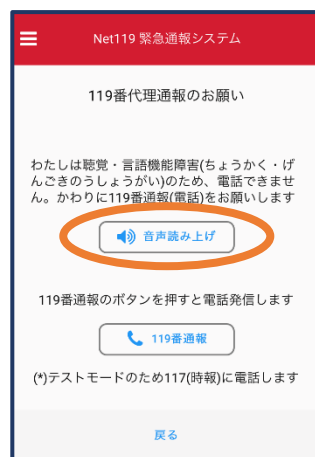 Net119 緊急通報システム
119番代理通報のお願い
わたしは聴覚・言語機能障害(ちょうかく・げ
んごきのうしょうがい)のため、電話できませ
ん。かわりに119番通報(電話)をお願いします
音声読み上げ
119番通報のボタンを押すと電話発信します
119番通報
(*)テストモードのため117(時報)に電話します
戻る